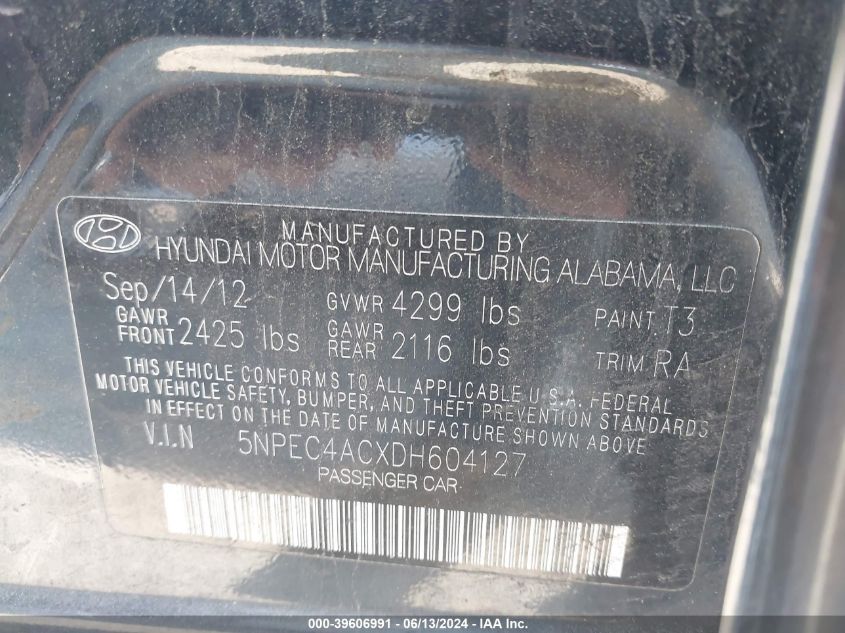 MANUFACTURED BY
HYUNDAI MOTOR MANUFACTURING ALABAMA, LLC
Sep/14/12 GVWR 4299 lbs PAINT T3
GAWR FRONT 2425 lbs GAWR REAR 2116 lbs TRIM RA
THIS VEHICLE CONFORMS TO ALL APPLICABLE U.S.A. FEDERAL
MOTOR VEHICLE SAFETY, BUMPER, AND THEFT PREVENTION STANDARDS
IN EFFECT ON THE DATE OF MANUFACTURE SHOWN ABOVE
V.I.N 5NPEC4ACXDH604127
PASSENGER CAR
000-39606991 - 06/13/2024 - IAA Inc.